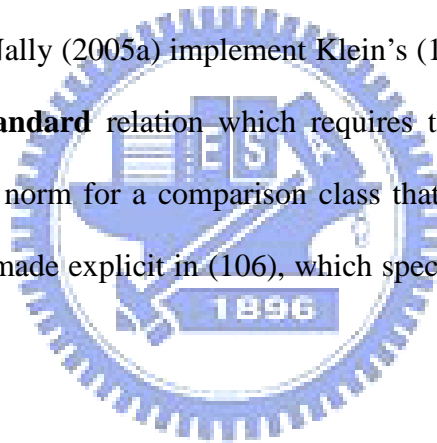 Nally (2005a) implement Klein's (1
andard relation which requires t
norm for a comparison class that
made explicit in (106), which spec
E S
A
1896